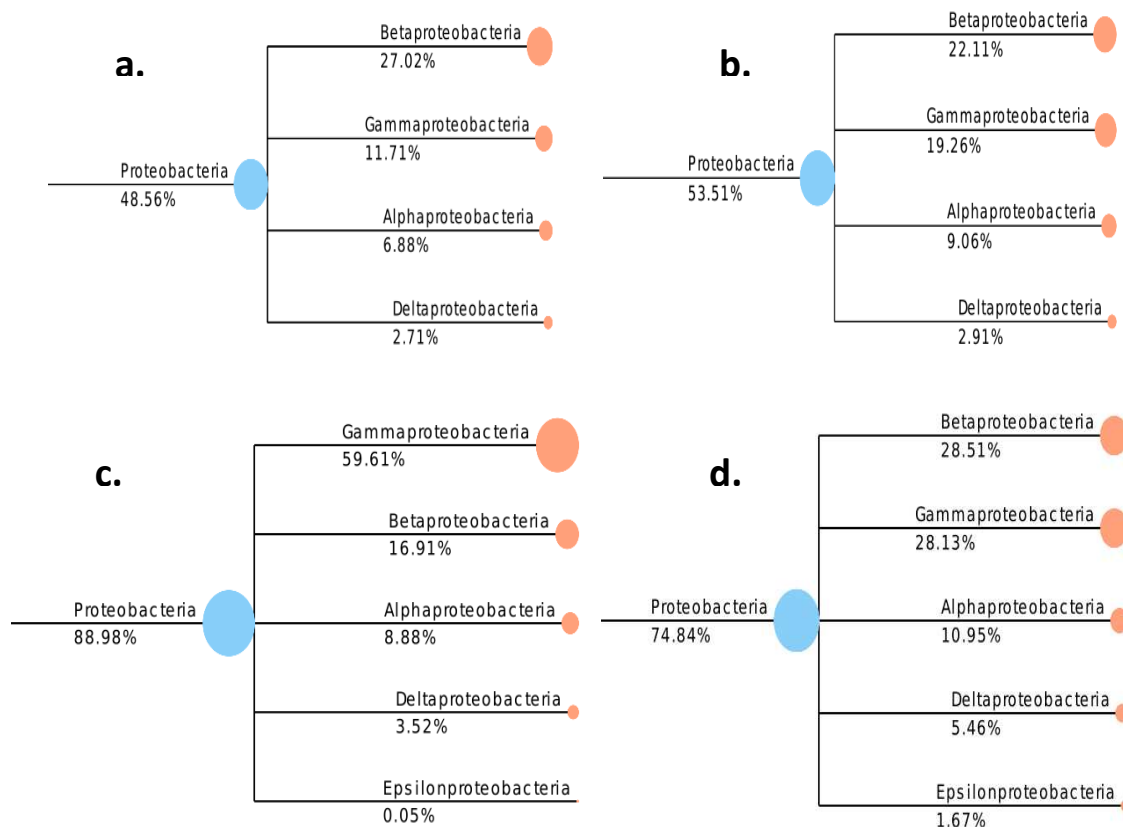 a.
Proteobacteria
48.56%
Betaproteobacteria
27.02%
Gammaproteobacteria
11.71%
Alphaproteobacteria
6.88%
Deltaproteobacteria
2.71%
b.
Proteobacteria
53.51%
Betaproteobacteria
22.11%
Gammaproteobacteria
19.26%
Alphaproteobacteria
9.06%
Deltaproteobacteria
2.91%
c.
Proteobacteria
88.98%
Gammaproteobacteria
59.61%
Betaproteobacteria
16.91%
Alphaproteobacteria
8.88%
Deltaproteobacteria
3.52%
Epsilonproteobacteria
0.05%
d.
Proteobacteria
74.84%
Betaproteobacteria
28.51%
Gammaproteobacteria
28.13%
Alphaproteobacteria
10.95%
Deltaproteobacteria
5.46%
Epsilonproteobacteria
1.67%